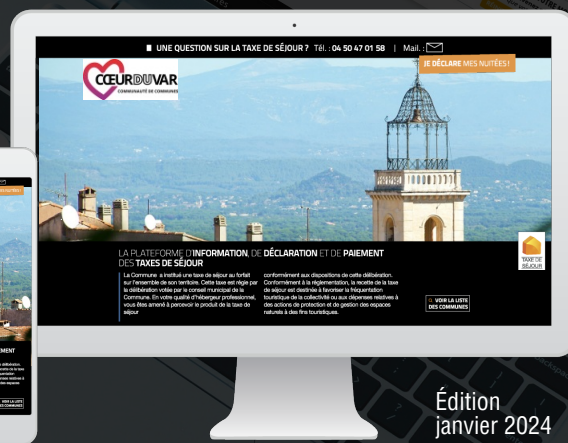 UNE QUESTION SUR LA TAXE DE SÉJOUR ? Tél. : 04 50 47 01 58 | Mail. :
JE DÉCLARE MES NUITÉES !
CŒURDUVAR
COMMUNAUTÉ DE COMMUNES
LA PLATEFORME D'INFORMATION, DE DÉCLARATION ET DE PAIEMENT
DES TAXES DE SÉJOUR
La Commune a institué une taxe de séjour au forfait
sur l'ensemble de son territoire. Cette taxe est régie par
la délibération votée par le conseil municipal de la
Commune. En votre qualité d'hébergeur professionnel,
vous êtes amené à percevoir le produit de la taxe de
séjour
conformément aux dispositions de cette délibération.
Conformément à la règlementation, la recette de la taxe
de séjour est destinée à favoriser la fréquentation
touristique de la collectivité ou aux dépenses relatives à
des actions de protection et de gestion des espaces
naturels à des fins touristiques.
TAXE DE
SÉJOUR
VOIR LA LISTE
DES COMMUNES
Édition
janvier 2024